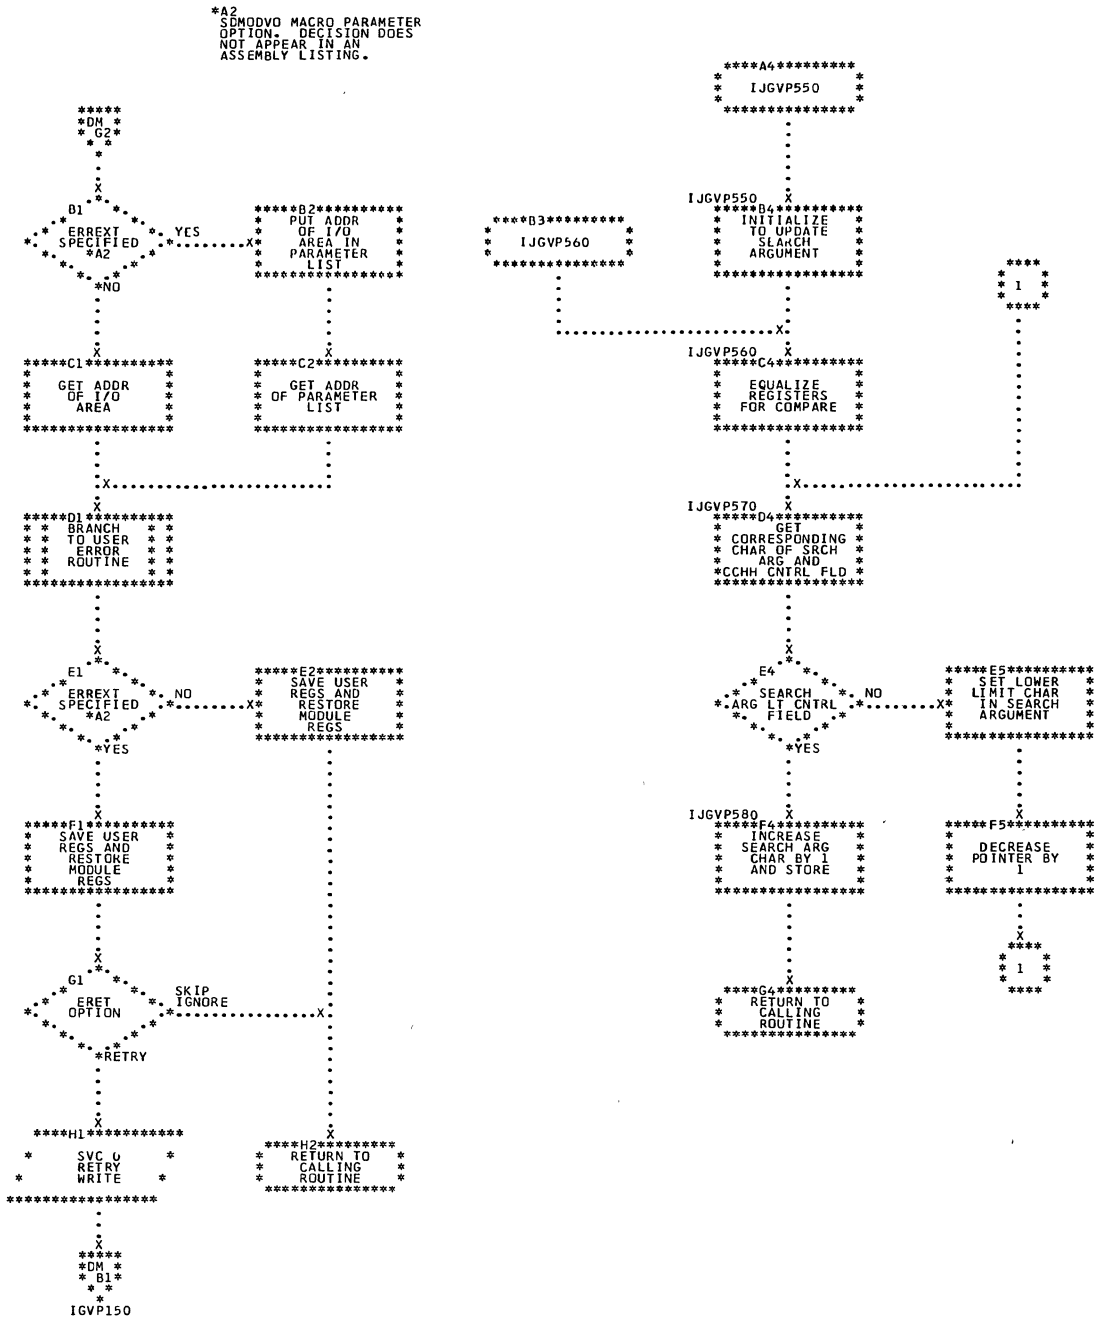 *A2
SDMODVO MACRO PARAMETER
OPTION. DECISION DOES
NOT APPEAR IN AN
ASSEMBLY LISTING.
DM
G2
B1
ERREXT
SPECIFIED
*A2
YES
NO
B2
PUT ADDR
OF I/O
AREA IN
PARAMETER
LIST
C1
GET ADDR
OF I/O
AREA
C2
GET ADDR
OF PARAMETER
LIST
D1
BRANCH
TO USER
ERROR
ROUTINE
E1
ERREXT
SPECIFIED
*A2
NO
YES
E2
SAVE USER
REGS AND
RESTORE
MODULE
REGS
F1
SAVE USER
REGS AND
RESTORE
MODULE
REGS
G1
ERET
OPTION
SKIP
IGNORE
RETRY
H1
SVC 0
RETRY
WRITE
H2
RETURN TO
CALLING
ROUTINE
DM
B1
IGVP150
A4
IJGVP550
B3
IJGVP560
IJGVP550
B4
INITIALIZE
TO UPDATE
SEARCH
ARGUMENT
1
IJGVP560
C4
EQUALIZE
REGISTERS
FOR COMPARE
IJGVP570
D4
GET
CORRESPONDING
CHAR OF SRCH
ARG AND
CCHH CNTRL FLD
E4
SEARCH
ARG LT CNTRL
FIELD
NO
YES
E5
SET LOWER
LIMIT CHAR
IN SEARCH
ARGUMENT
IJGVP580
F4
INCREASE
SEARCH ARG
CHAR BY 1
AND STORE
F5
DECREASE
POINTER BY
1
1
G4
RETURN TO
CALLING
ROUTINE